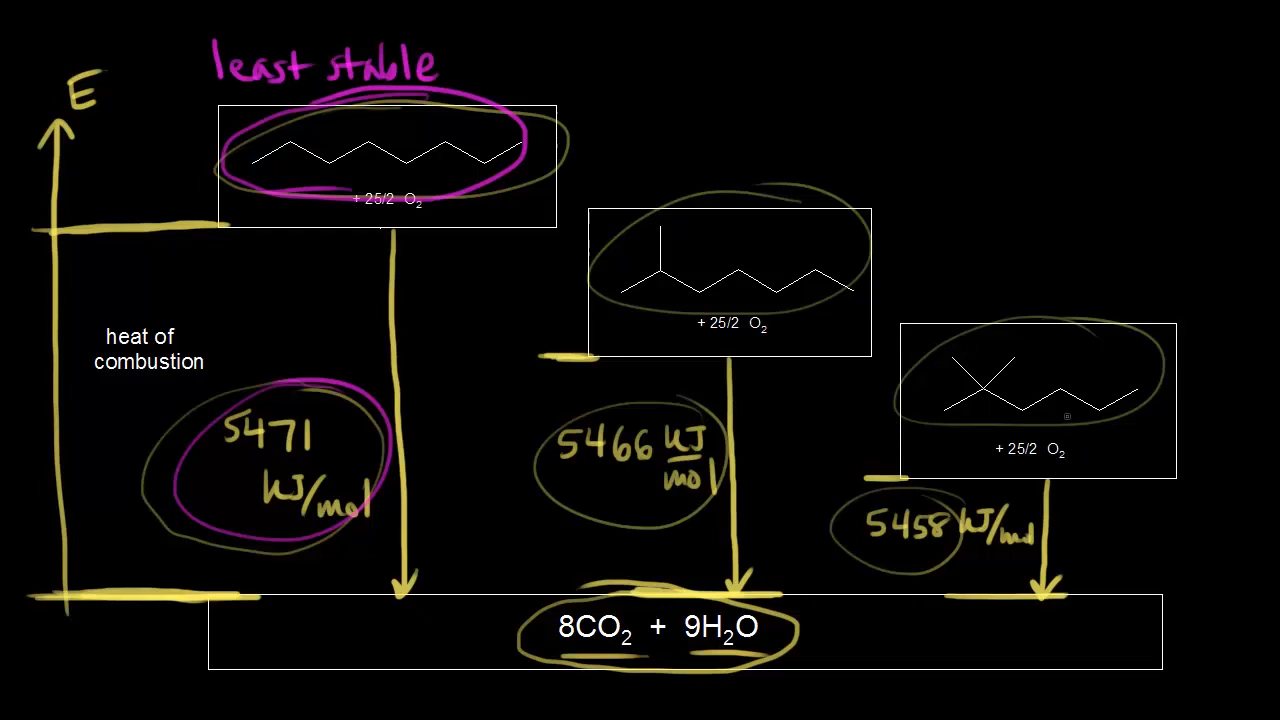 least stable
E
+ 25/2 O₂
+ 25/2 O₂
+ 25/2 O₂
heat of
combustion
5471
kJ/mol
5466 kJ/mol
5458 kJ/mol
8CO₂ + 9H₂O